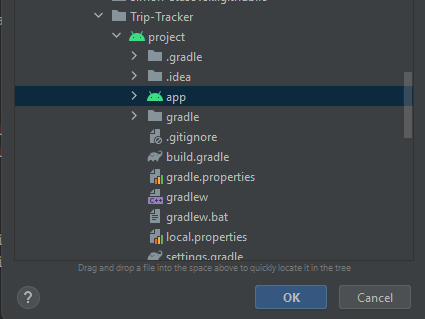 Trip-Tracker
project
.gradle
.idea
app
gradle
.gitignore
build.gradle
gradle.properties
C++
gradlew
gradlew.bat
local.properties
settings.gradle
Drag and drop a file into the space above to quickly locate it in the tree
?
OK
Cancel